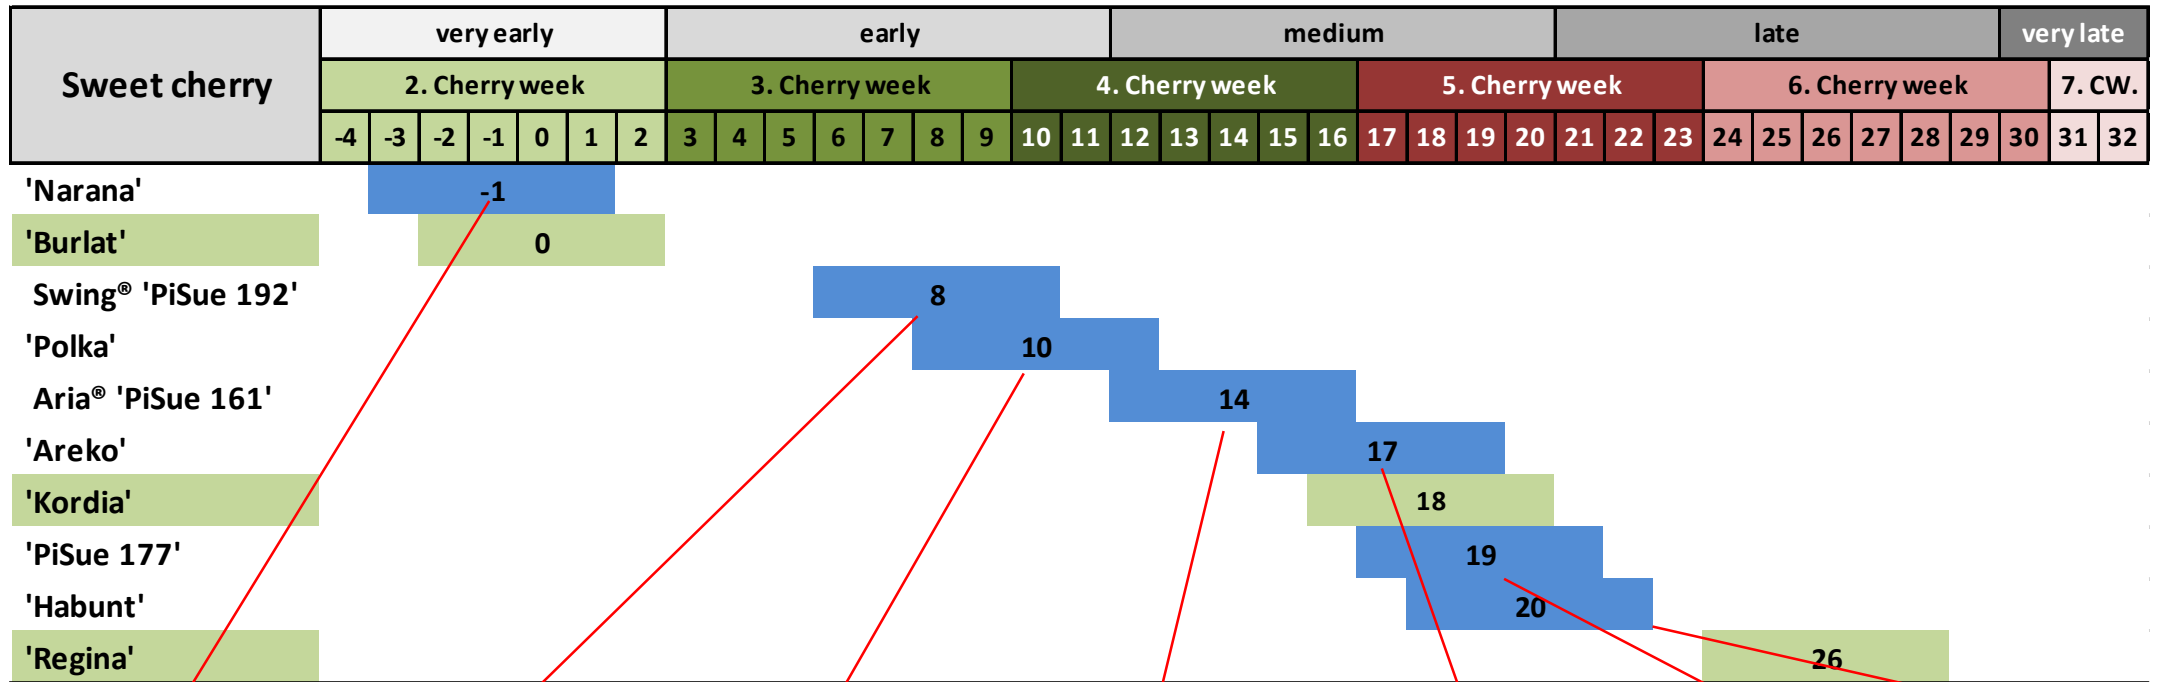 Sweet cherry
very early early medium late very late
2. Cherry week 3. Cherry week 4. Cherry week 5. Cherry week 6. Cherry week 7. CW.
-4 -3 -2 -1 0 1 2 3 4 5 6 7 8 9 10 11 12 13 14 15 16 17 18 19 20 21 22 23 24 25 26 27 28 29 30 31 32
'Narana' -1
'Burlat' 0
Swing® 'PiSue 192' 8
'Polka' 10
Aria® 'PiSue 161' 14
'Areko' 17
'Kordia' 18
'PiSue 177' 19
'Habunt' 20
'Regina' 26